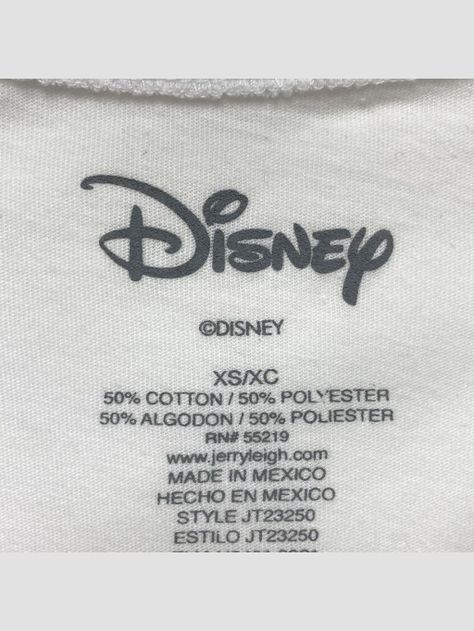 Disney
©DISNEY
XS/XC
50% COTTON / 50% POLYESTER
50% ALGODON / 50% POLIESTER
RN# 55219
www.jerryleigh.com
MADE IN MEXICO
HECHO EN MEXICO
STYLE JT23250
ESTILO JT23250